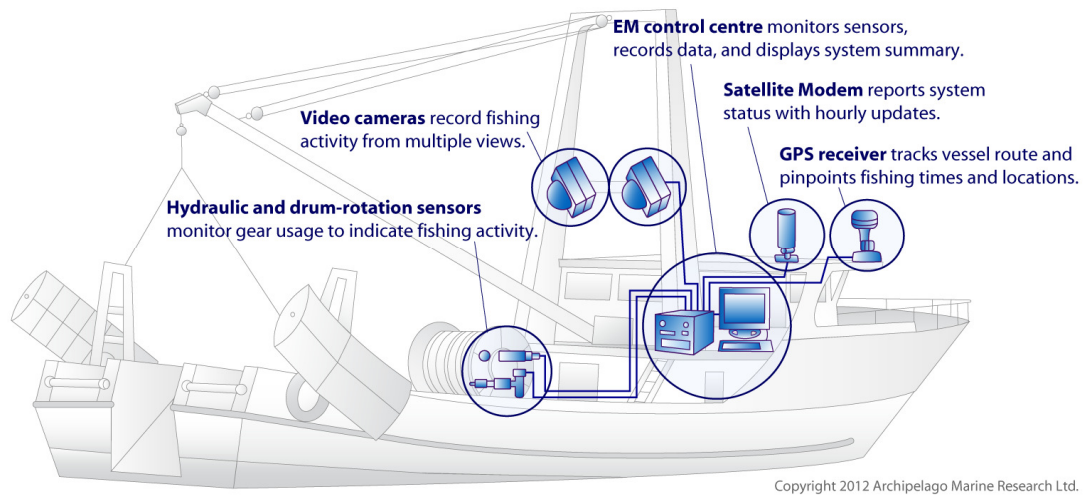 EM control centre monitors sensors,
records data, and displays system summary.
Satellite Modem reports system
status with hourly updates.
Video cameras record fishing
activity from multiple views.
GPS receiver tracks vessel route and
pinpoints fishing times and locations.
Hydraulic and drum-rotation sensors
monitor gear usage to indicate fishing activity.
Copyright 2012 Archipelago Marine Research Ltd.